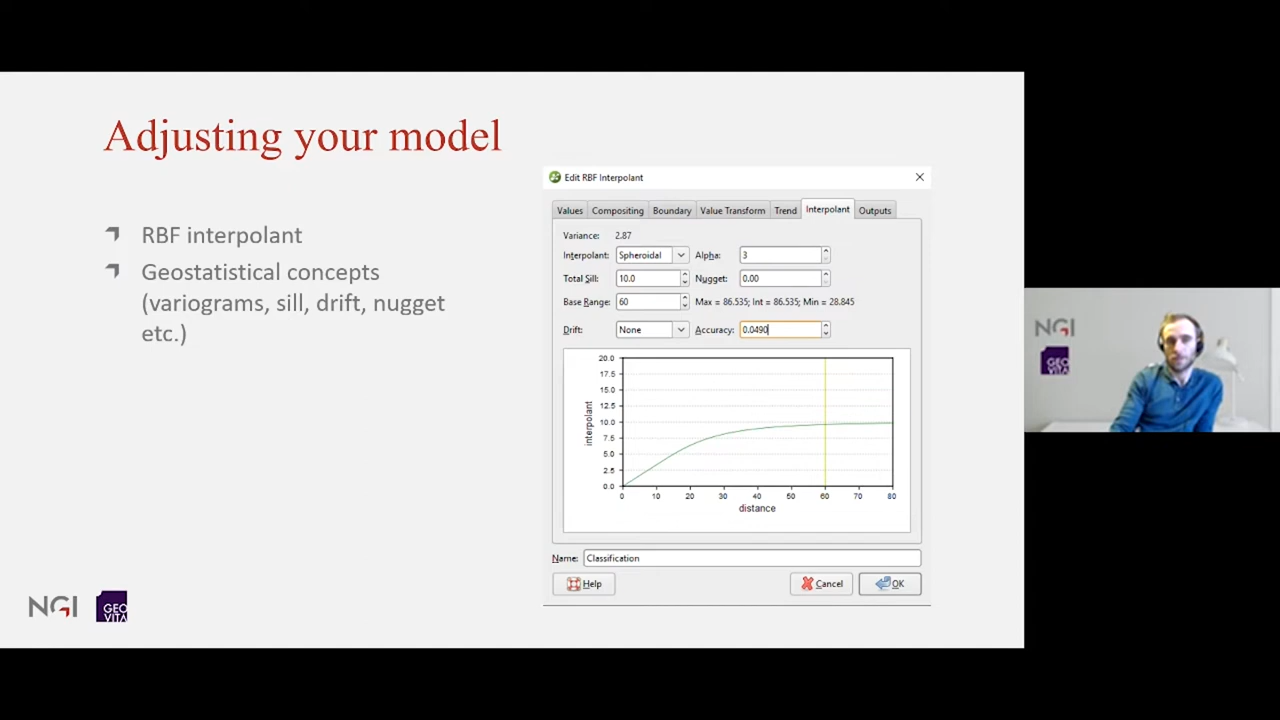 Adjusting your model
RBF interpolant
Geostatistical concepts
(variograms, sill, drift, nugget
etc.)
Edit RBF Interpolant
Values Compositing Boundary Value Transform Trend Interpolant Outputs
Variance: 2.87
Interpolant: Spheroidal Alpha: 3
Total Sill: 10.0 Nugget: 0.00
Base Range: 60 Max = 86.535; Int = 86.535; Min = 28.845
Drift: None Accuracy: 0.0490
20.0
17.5
15.0
12.5
10.0
7.5
5.0
2.5
0.0
interpolant
0 10 20 30 40 50 60 70 80
distance
Name: Classification
Help Cancel OK
NGI GEO
VITA
NGI
GEO
VITA